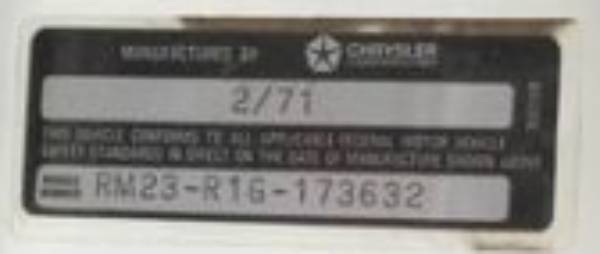 MANUFACTURED BY CHRYSLER CORPORATION
2/71
THIS VEHICLE CONFORMS TO ALL APPLICABLE FEDERAL MOTOR VEHICLE
SAFETY STANDARDS IN EFFECT ON THE DATE OF MANUFACTURE SHOWN ABOVE
RM23-R1G-173632